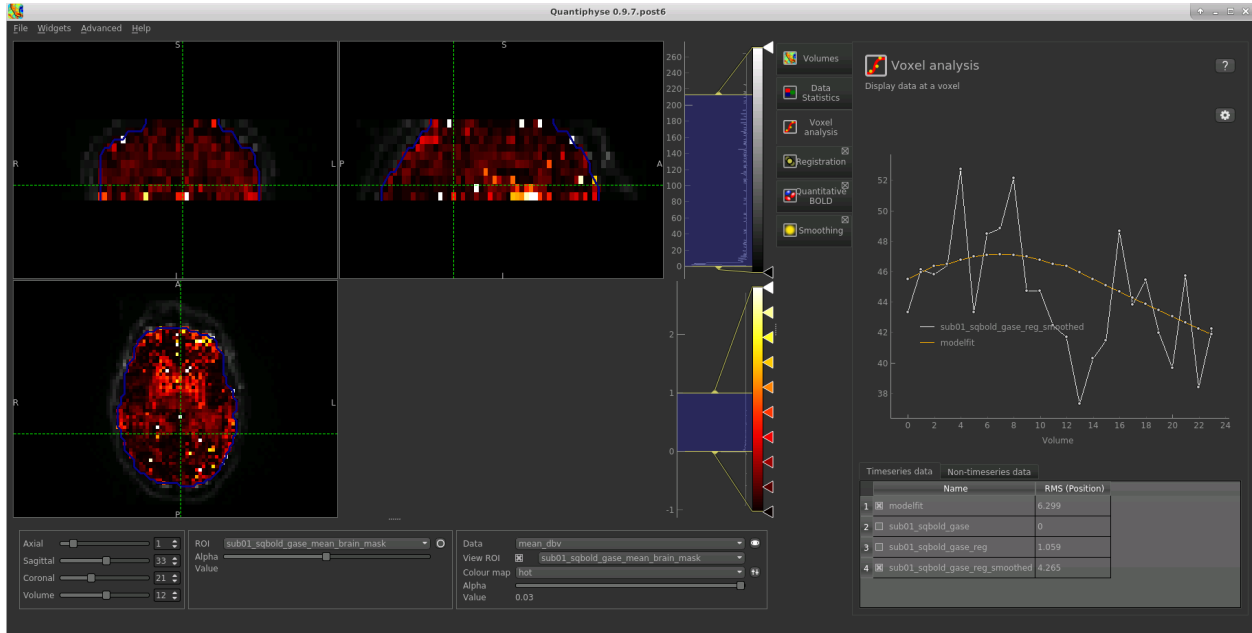 Quantiphyse 0.9.7.post6
File Widgets Advanced Help
S
R
L
I
S
P
A
I
A
R
L
P
260
240
220
200
180
160
140
120
100
80
60
40
20
0
2
1
0
-1
Volumes
Data
Statistics
Voxel
analysis
Registration
Quantitative
BOLD
Smoothing
Voxel analysis
?
Display data at a voxel
52
50
48
46
44
42
40
38
sub01_sqbold_gase_reg_smoothed
modelfit
0 2 4 6 8 10 12 14 16 18 20 22 24
Volume
Timeseries data Non-timeseries data
Name RMS (Position)
1 modelfit 6.299
2 sub01_sqbold_gase 0
3 sub01_sqbold_gase_reg 1.059
4 sub01_sqbold_gase_reg_smoothed 4.265
Axial 1
Sagittal 33
Coronal 21
Volume 12
ROI sub01_sqbold_gase_mean_brain_mask
Alpha
Value
Data mean_dbv
View ROI sub01_sqbold_gase_mean_brain_mask
Colour map hot
Alpha
Value 0.03